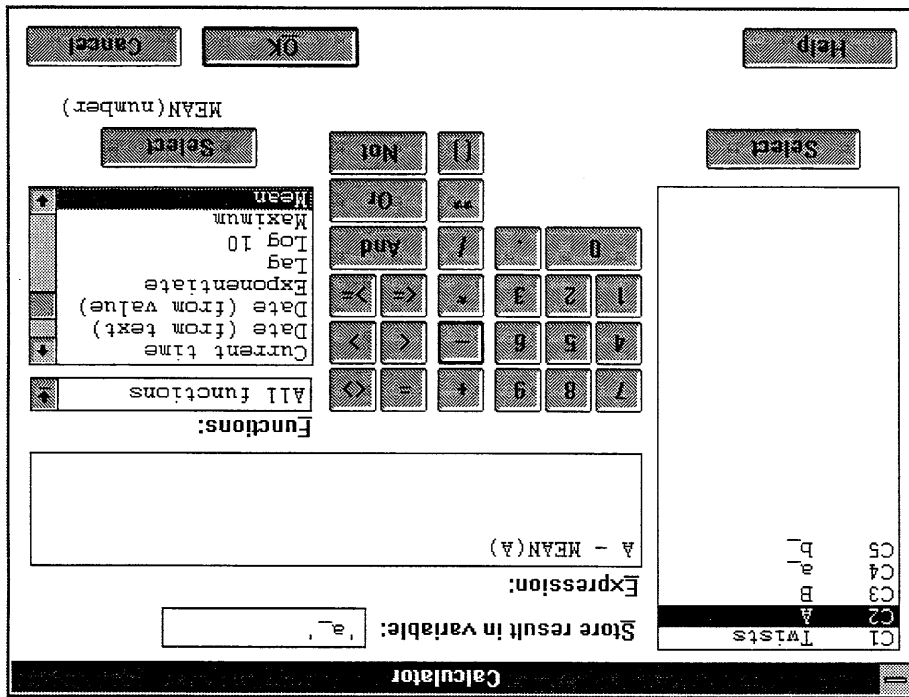 Calculator
C1 Twists
C2 A
C3 B
C4 a_
C5 b_
Select
Help
Store result in variable: 'a_'
Expression:
A - MEAN(A)
Functions:
7 8 9 + = <>
4 5 6 - < >
1 2 3 * <= >=
0 . / And
** Or
() Not
All functions
Current time
Date (from text)
Date (from value)
Exponentiate
Lag
Log 10
Maximum
Mean
Select
MEAN(number)
OK
Cancel